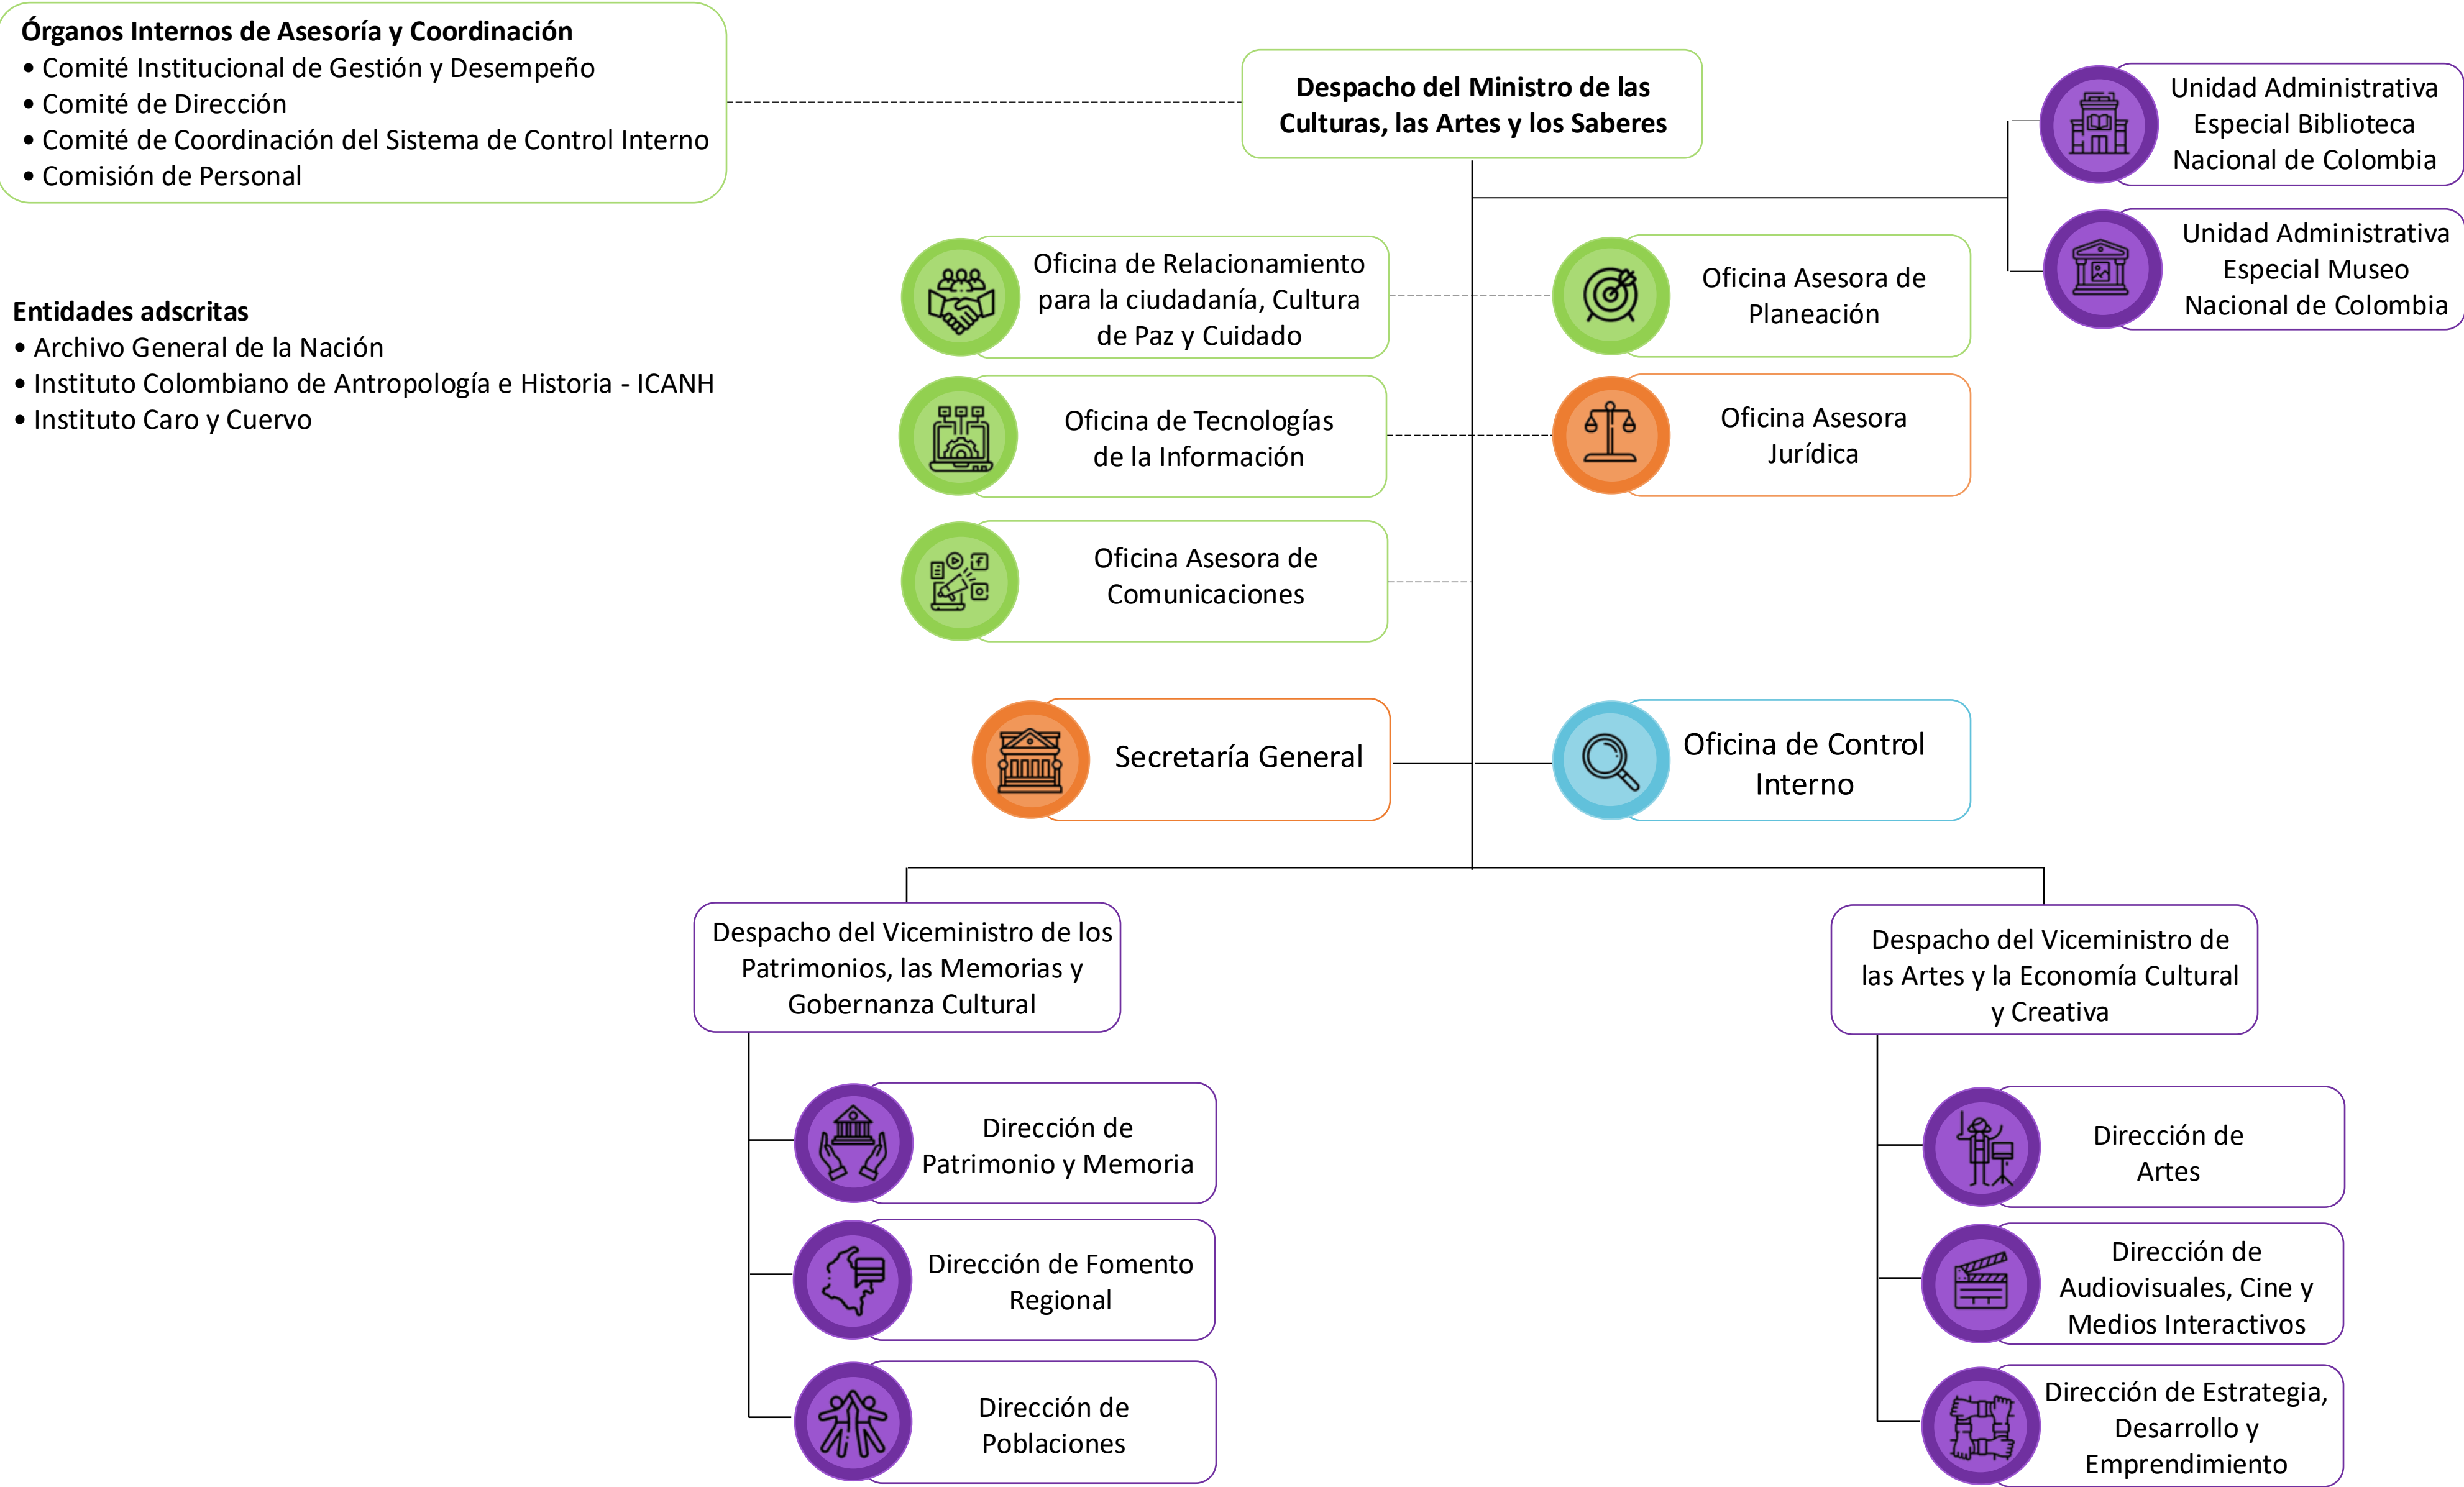 Órganos Internos de Asesoría y Coordinación
• Comité Institucional de Gestión y Desempeño
• Comité de Dirección
• Comité de Coordinación del Sistema de Control Interno
• Comisión de Personal
Despacho del Ministro de las
Culturas, las Artes y los Saberes
Unidad Administrativa
Especial Biblioteca
Nacional de Colombia
Unidad Administrativa
Especial Museo
Nacional de Colombia
Entidades adscritas
• Archivo General de la Nación
• Instituto Colombiano de Antropología e Historia - ICANH
• Instituto Caro y Cuervo
Oficina de Relacionamiento
para la ciudadanía, Cultura
de Paz y Cuidado
Oficina Asesora de
Planeación
Oficina de Tecnologías
de la Información
Oficina Asesora
Jurídica
Oficina Asesora de
Comunicaciones
Secretaría General
Oficina de Control
Interno
Despacho del Viceministro de los
Patrimonios, las Memorias y
Gobernanza Cultural
Despacho del Viceministro de
las Artes y la Economía Cultural
y Creativa
Dirección de
Patrimonio y Memoria
Dirección de Fomento
Regional
Dirección de
Poblaciones
Dirección de
Artes
Dirección de
Audiovisuales, Cine y
Medios Interactivos
Dirección de Estrategia,
Desarrollo y
Emprendimiento